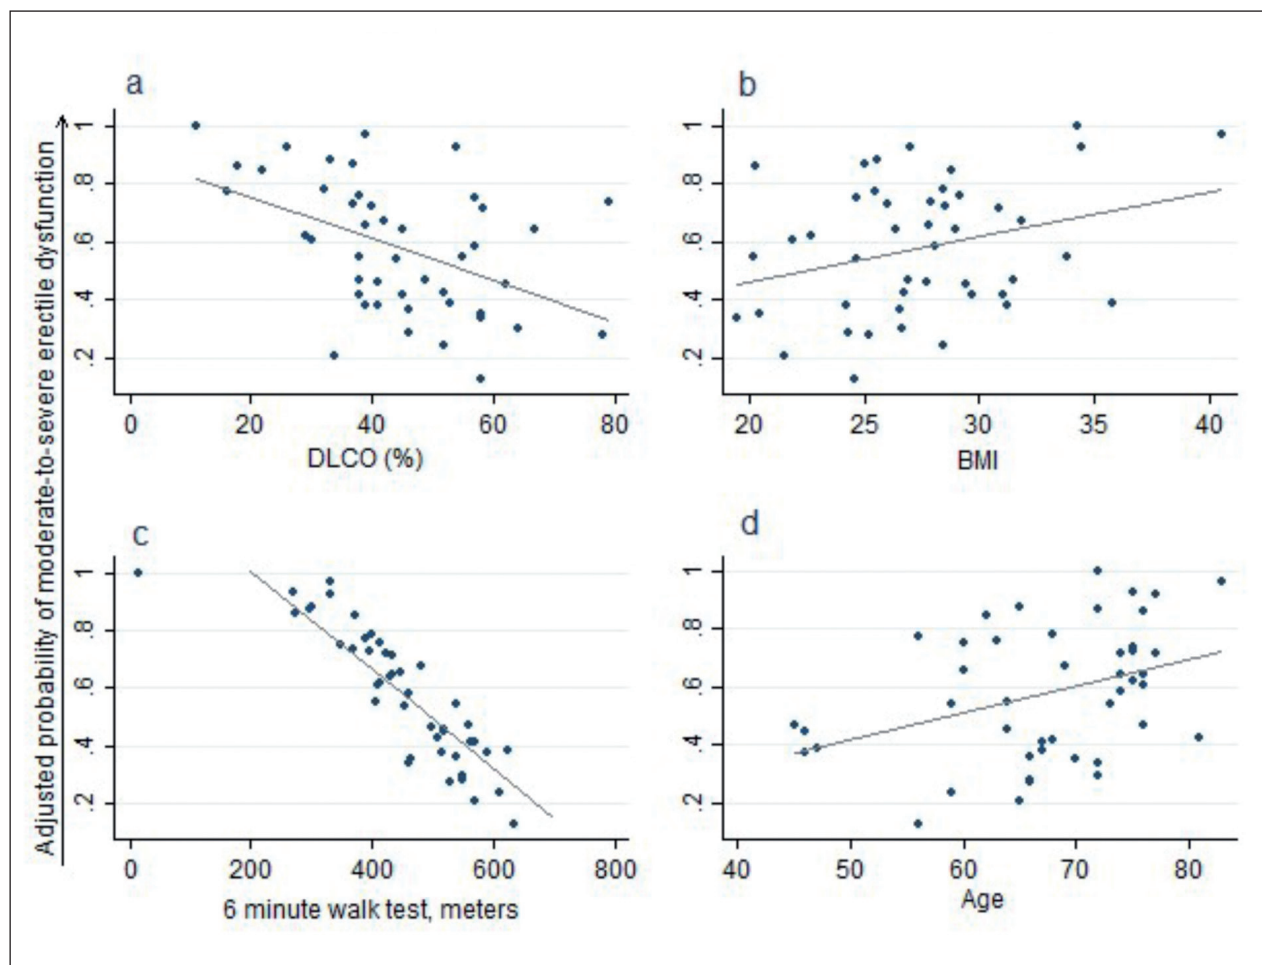 Adjusted probability of moderate-to-severe erectile dysfunction
a
1
.8
.6
.4
.2
0 20 40 60 80
DLCO (%)
b
1
.8
.6
.4
.2
20 25 30 35 40
BMI
c
1
.8
.6
.4
.2
0 200 400 600 800
6 minute walk test, meters
d
1
.8
.6
.4
.2
40 50 60 70 80
Age